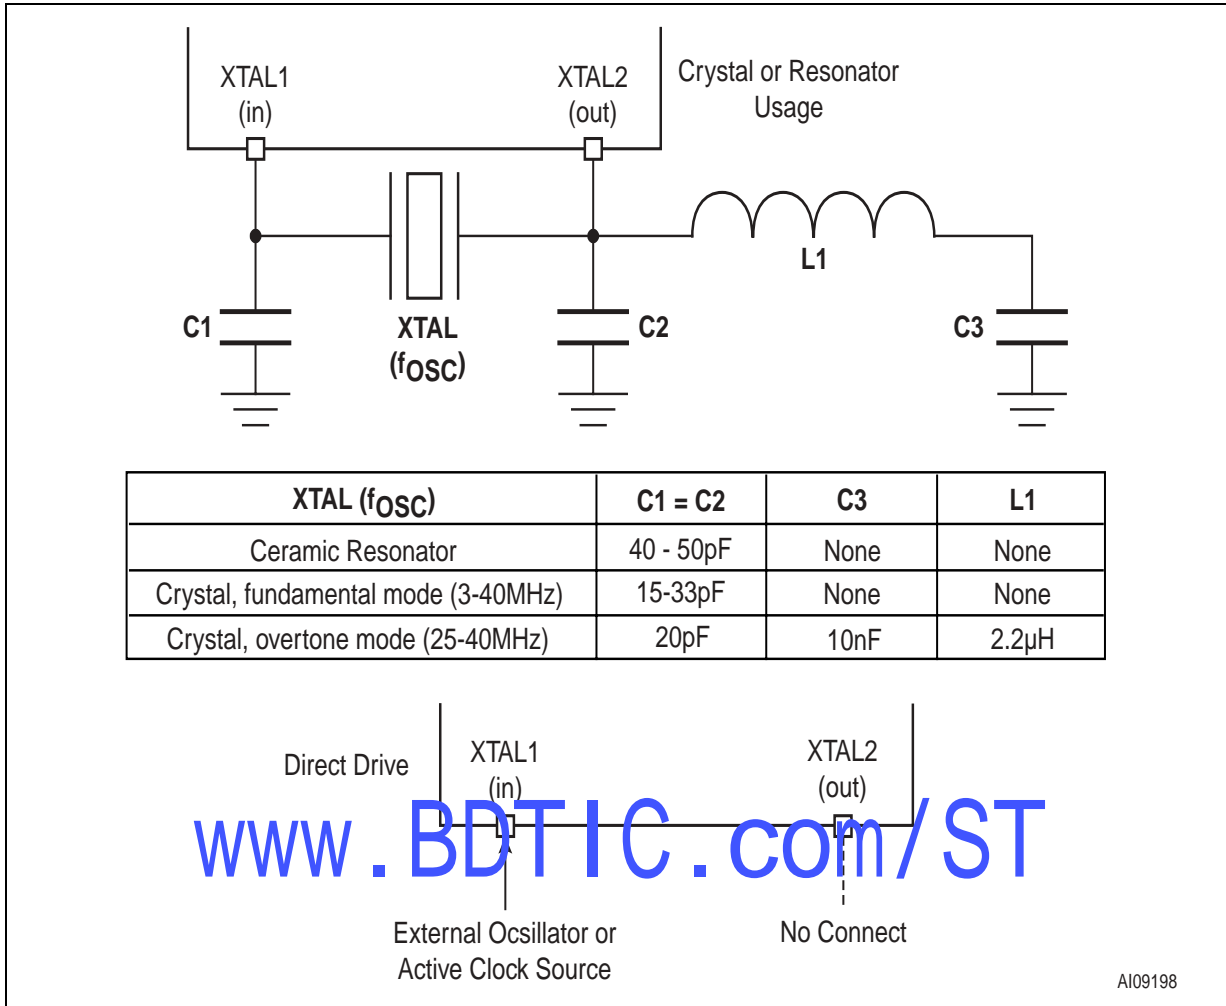 XTAL1
(in)
XTAL2
(out)
Crystal or Resonator
Usage
L1
C1
XTAL
(fOSC)
C2
C3
XTAL (fOSC) C1 = C2 C3 L1
Ceramic Resonator 40 - 50pF None None
Crystal, fundamental mode (3-40MHz) 15-33pF None None
Crystal, overtone mode (25-40MHz) 20pF 10nF 2.2µH
Direct Drive
XTAL1
(in)
XTAL2
(out)
www.BDTIC.com/ST
External Ocsillator or
Active Clock Source
No Connect
AI09198